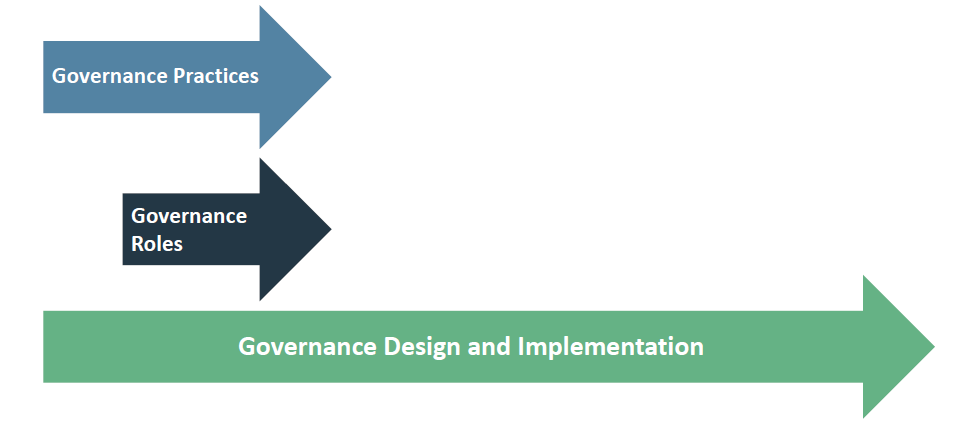 Governance Practices
Governance
Roles
Governance Design and Implementation